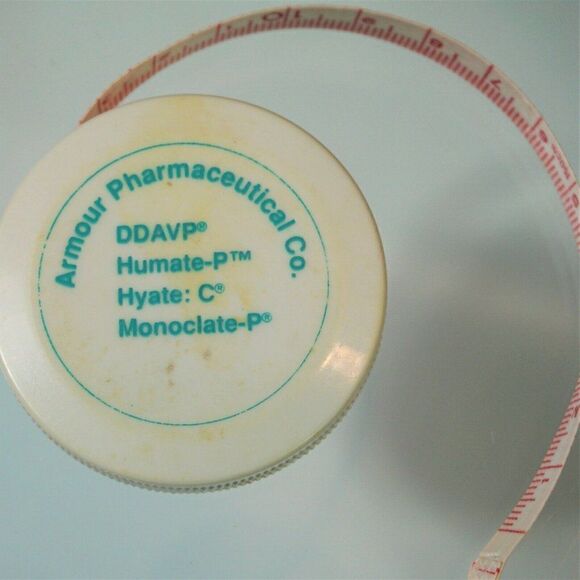 Armour Pharmaceutical Co.
DDAVP®
Humate-P™
Hyate: C®
Monoclate-P®